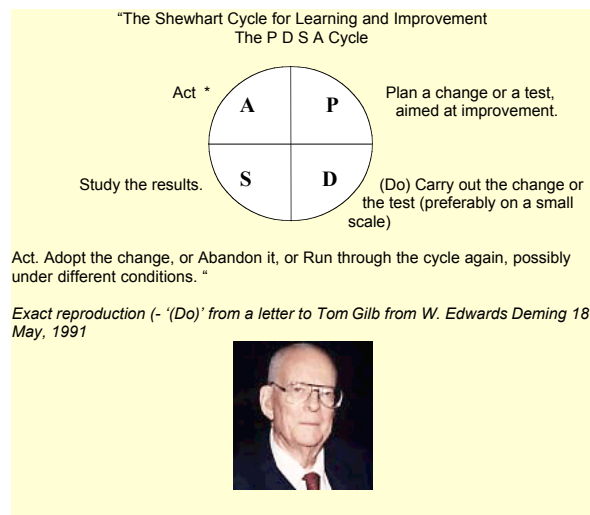 “The Shewhart Cycle for Learning and Improvement
The P D S A Cycle
Act *
A
P
Plan a change or a test,
aimed at improvement.
Study the results.
S
D
(Do) Carry out the change or
the test (preferably on a small
scale)
Act. Adopt the change, or Abandon it, or Run through the cycle again, possibly
under different conditions. “
Exact reproduction (- ‘(Do)’ from a letter to Tom Gilb from W. Edwards Deming 18
May, 1991